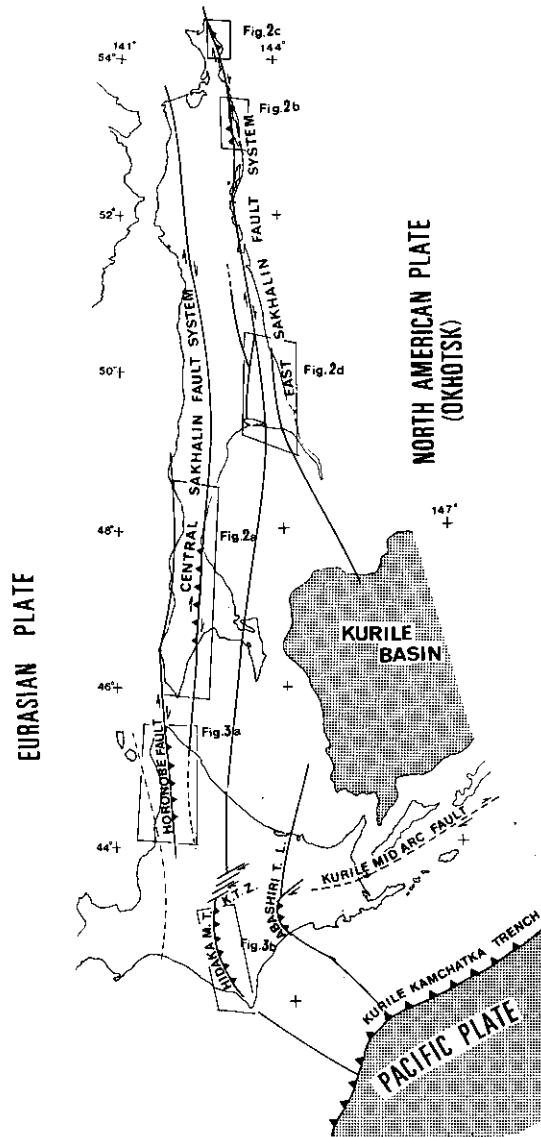 141°
144°
Fig.2c
54°
Fig.2b
EAST SAKHALIN FAULT SYSTEM
52°
NORTH AMERICAN PLATE
(OKHOTSK)
50°
Fig.2d
CENTRAL SAKHALIN FAULT SYSTEM
147°
48°
EURASIAN PLATE
KURILE
BASIN
46°
Fig.3a
HORONOBE FAULT
44°
KURILE MID ARC FAULT
ABASHIRI T. L.
K.T.Z.
HIDAKA M. T.
Fig.3b
KURILE KAMCHATKA TRENCH
PACIFIC PLATE